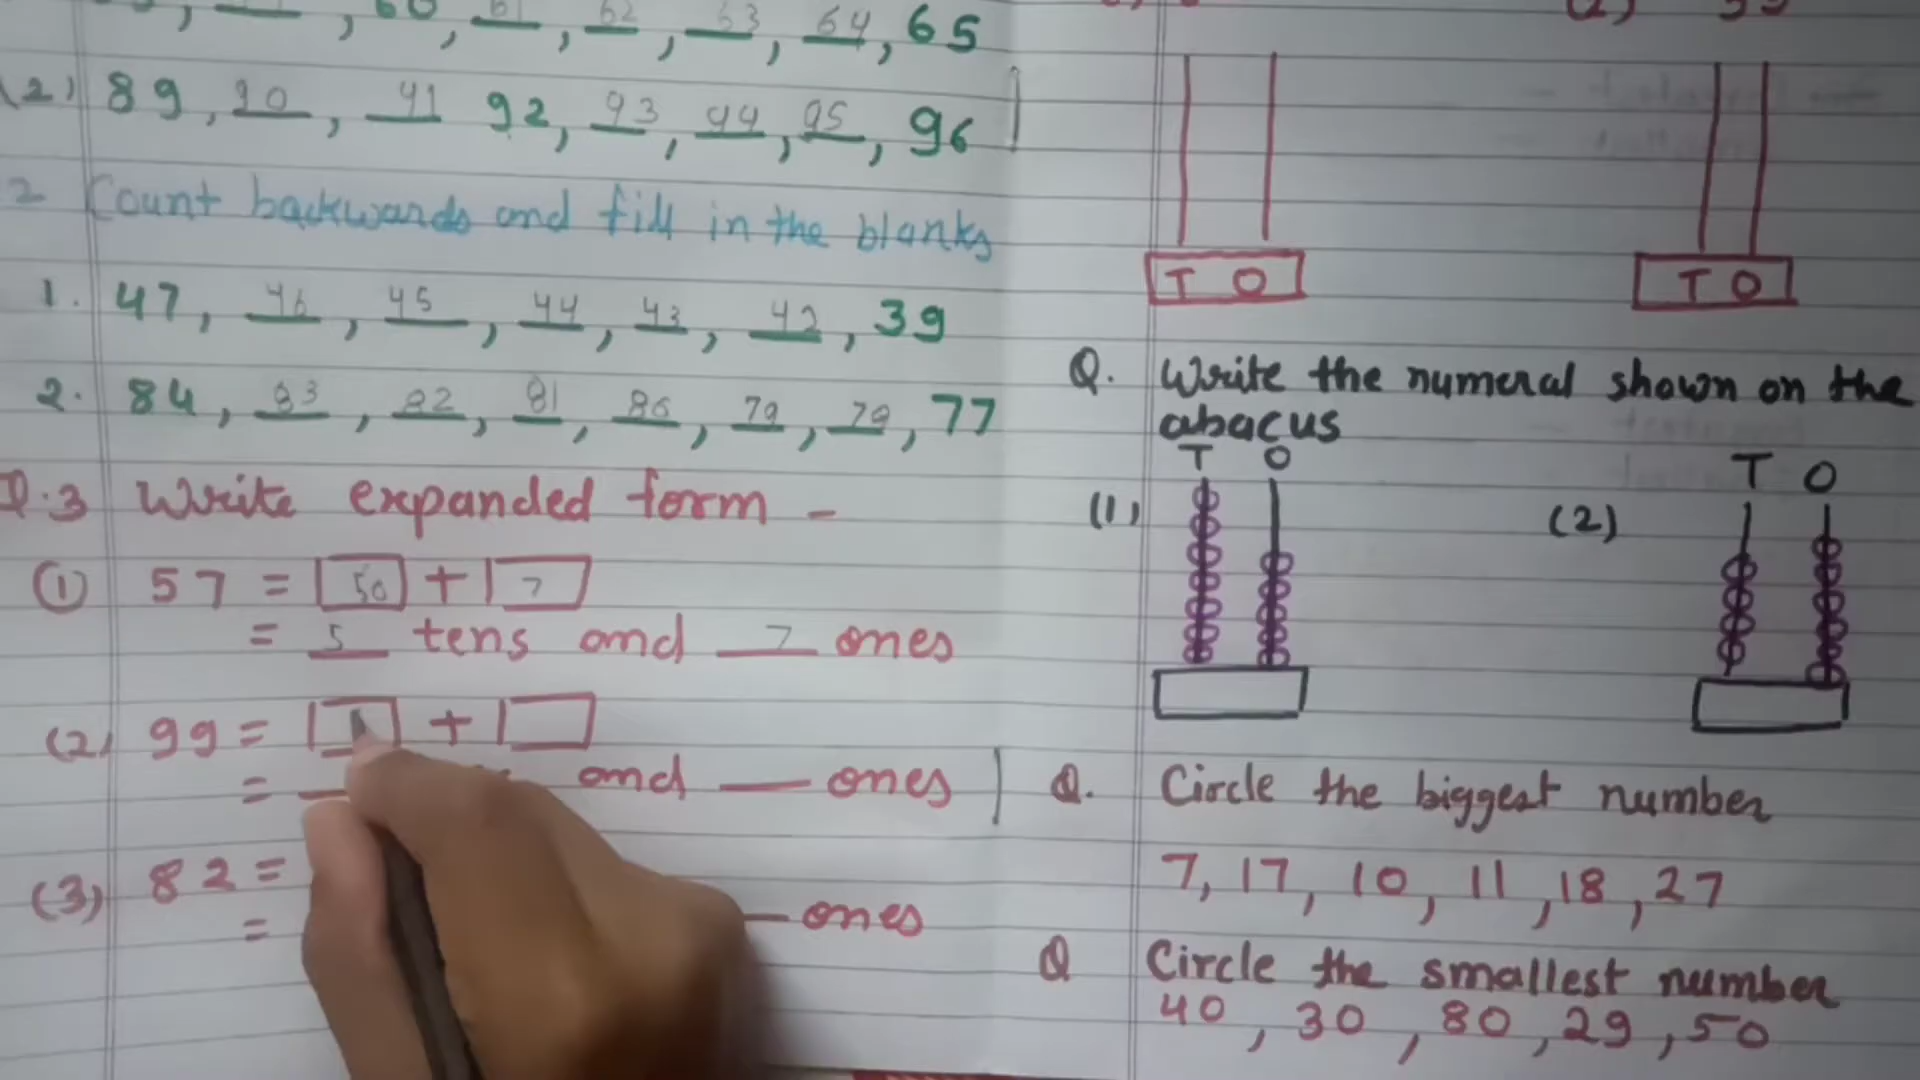 60, 61, 62, 63, 64, 65
(2) 89, 90, 91 92, 93, 94, 95, 96
2 Count backwards and fill in the blanks
1. 47, 46, 45, 44, 43, 42, 39
2. 84, 83, 82, 81, 80, 79, 79, 77
Q.3 Write expanded form -
① 57 = 50 + 7
= 5 tens and 7 ones
(2) 99 = +
= and ones
(3) 82 =
= ones
(2)
T O
T O
Q. Write the numeral shown on the
abacus
T O
T O
(1)
(2)
Q. Circle the biggest number
7, 17, 10, 11, 18, 27
Q Circle the smallest number
40, 30, 80, 29, 50